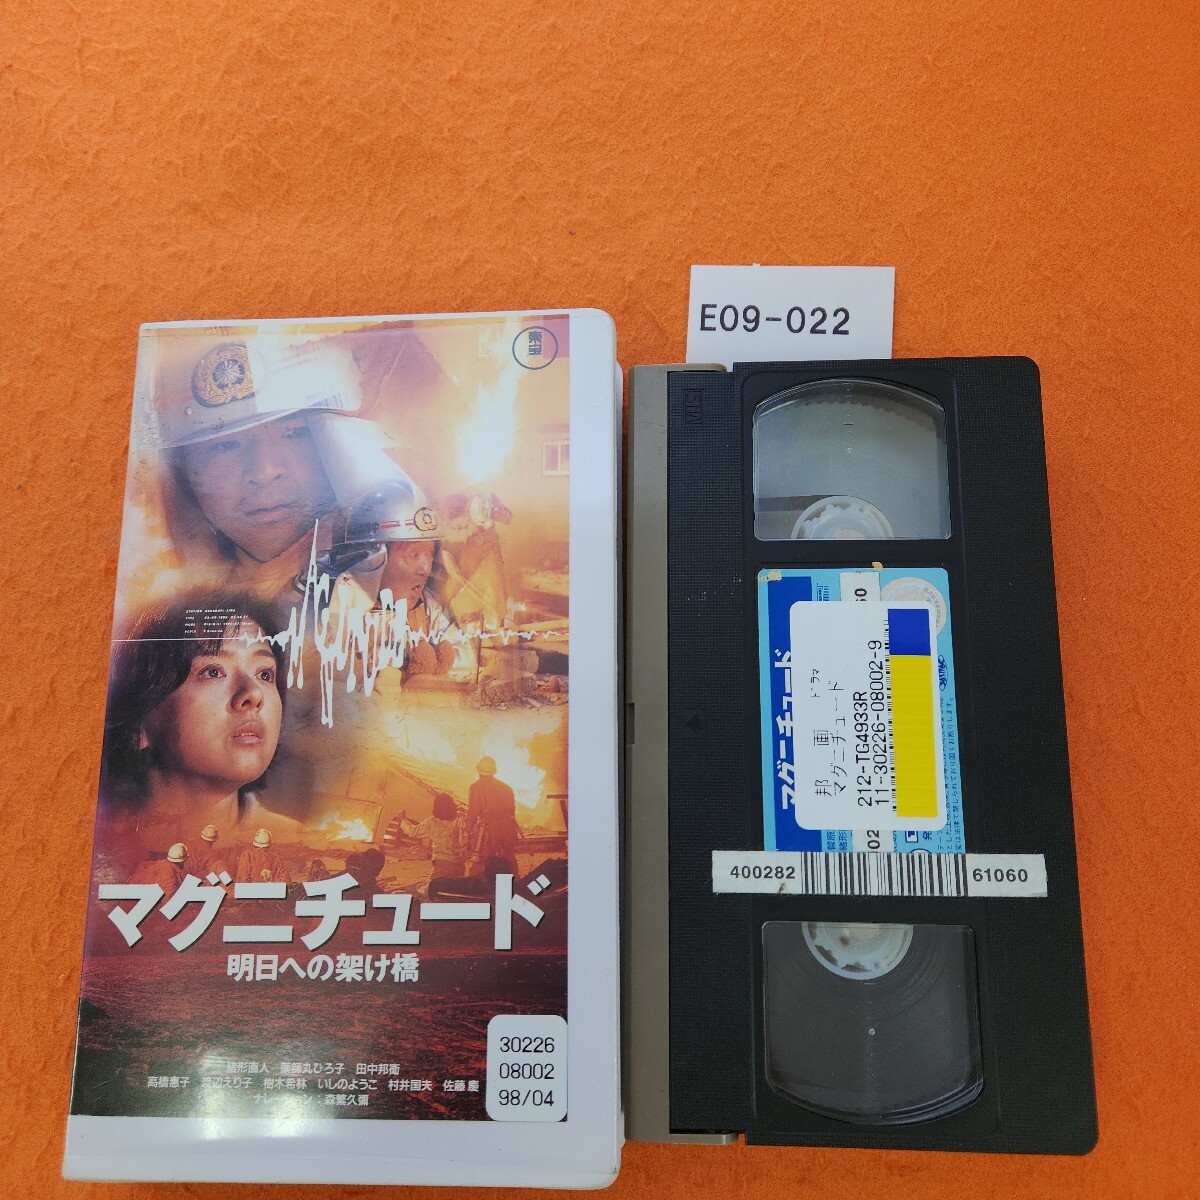 E09-022
東宝
マグニチュード
明日への架け橋
緒形直人 薬師丸ひろ子 田中邦衛
高橋惠子 渡辺えり子 樹木希林 いしのようこ 村井国夫 佐藤慶
ナレーション:森繁久彌
30226
08002
98/04
VHS
マグニチュード
邦画 ドラマ
マグニチュード
212-TG4933R
11-30226-08002-9
400282
61060